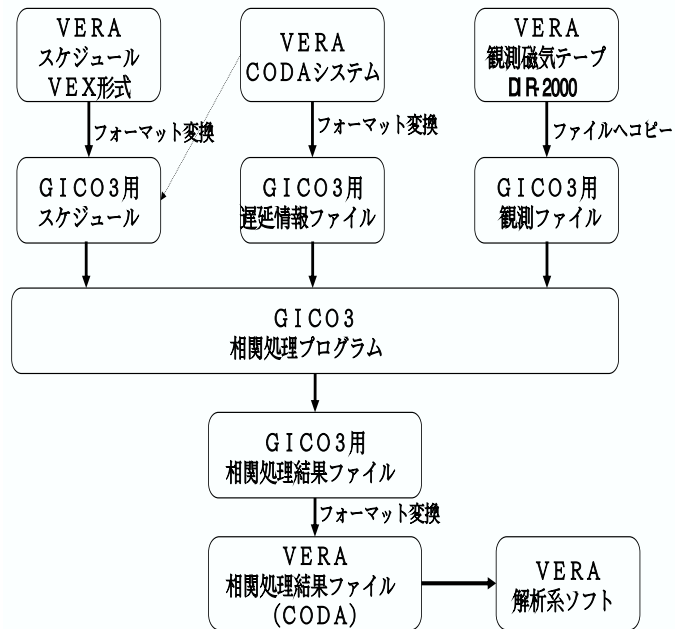 VERA
スケジュール
VEX形式
VERA
CODAシステム
VERA
観測磁気テープ
DIR-2000
フォーマット変換
フォーマット変換
ファイルへコピー
GICO3用
スケジュール
GICO3用
遅延情報ファイル
GICO3用
観測ファイル
GICO3
相関処理プログラム
GICO3用
相関処理結果ファイル
フォーマット変換
VERA
相関処理結果ファイル
(CODA)
VERA
解析系ソフト